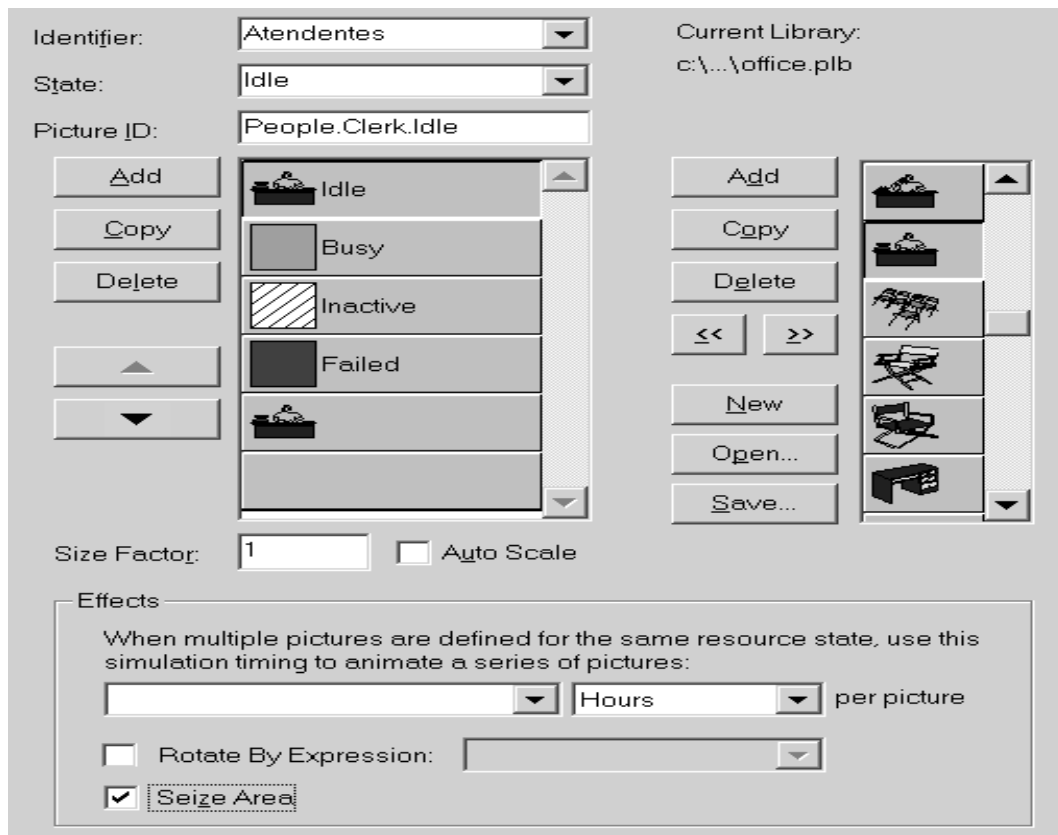 Identifier:
Atendentes
Current Library:
c:\...\office.plb
State:
Idle
Picture ID:
People.Clerk.Idle
Add
Copy
Delete
Idle
Busy
Inactive
Failed
Add
Copy
Delete
<<
>>
New
Open...
Save...
Size Factor:
1
Auto Scale
Effects
When multiple pictures are defined for the same resource state, use this
simulation timing to animate a series of pictures:
Hours
per picture
Rotate By Expression:
Seize Area